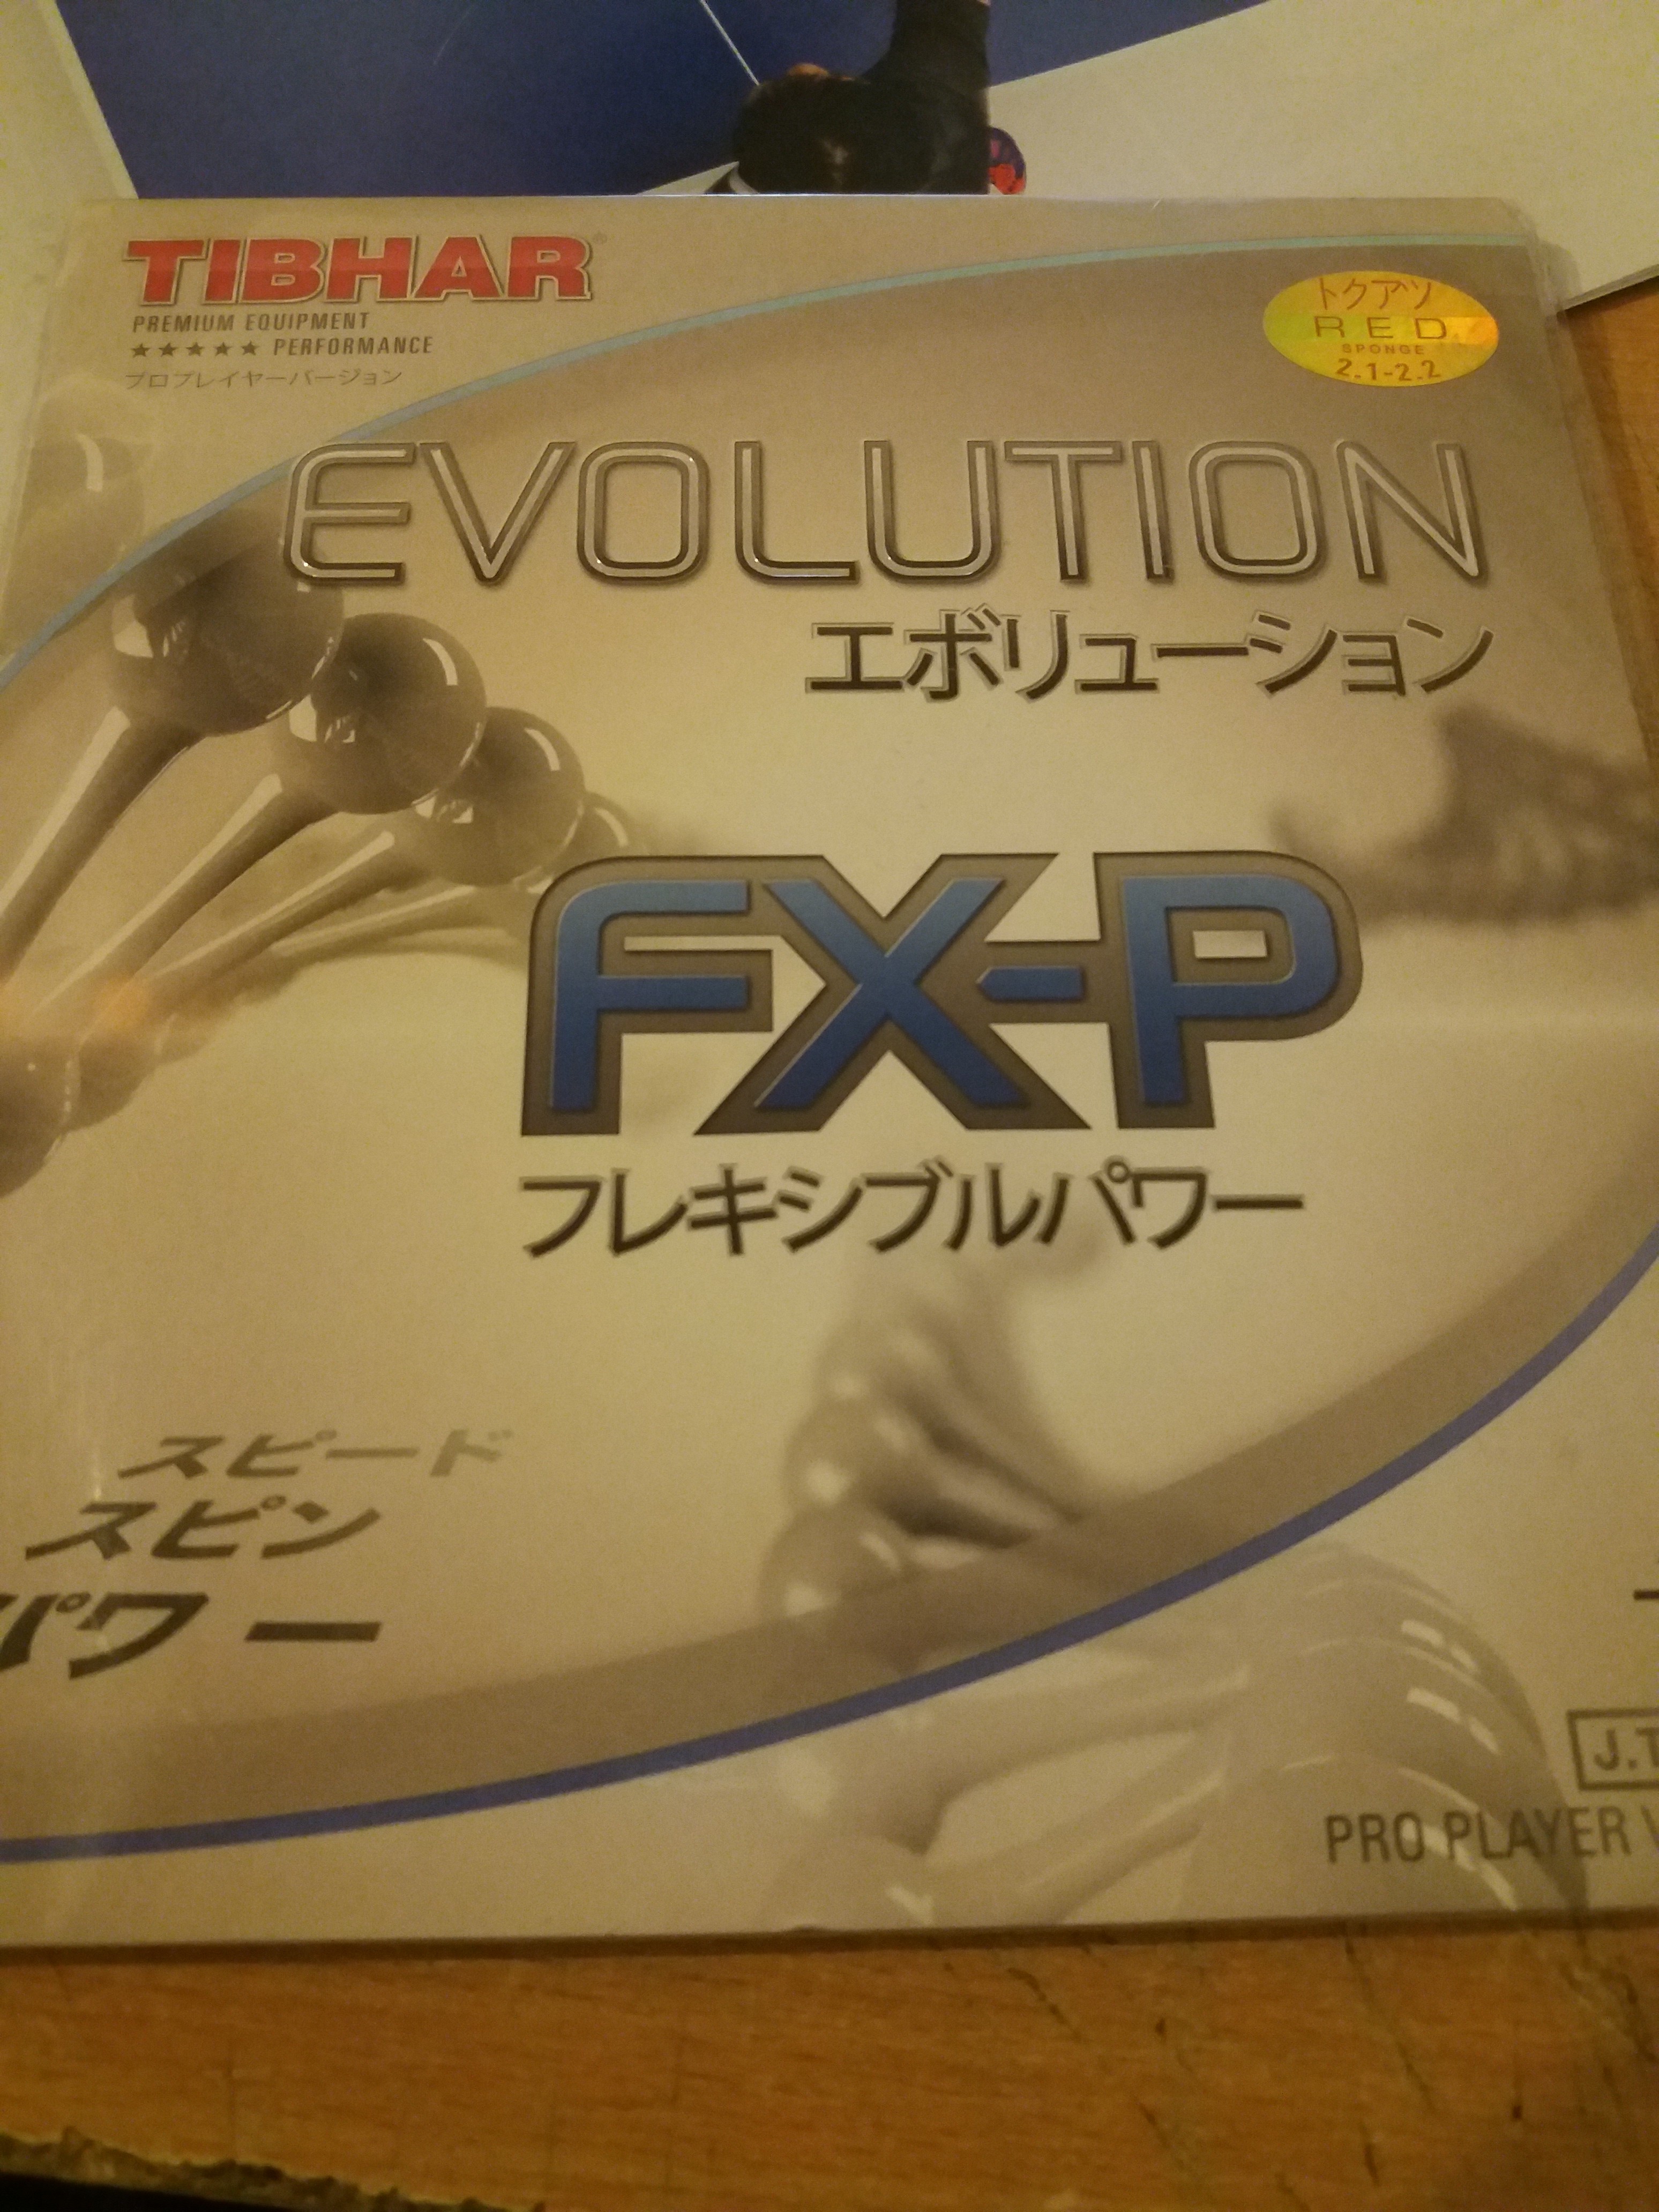 TIBHAR®
PREMIUM EQUIPMENT
★★★★★ PERFORMANCE
プロプレイヤーバージョン
トクアツ
RED
SPONGE
2.1-2.2
EVOLUTION
エボリューション
FX-P
フレキシブルパワー
スピード
スピン
パワー
J.T
PRO PLAYER